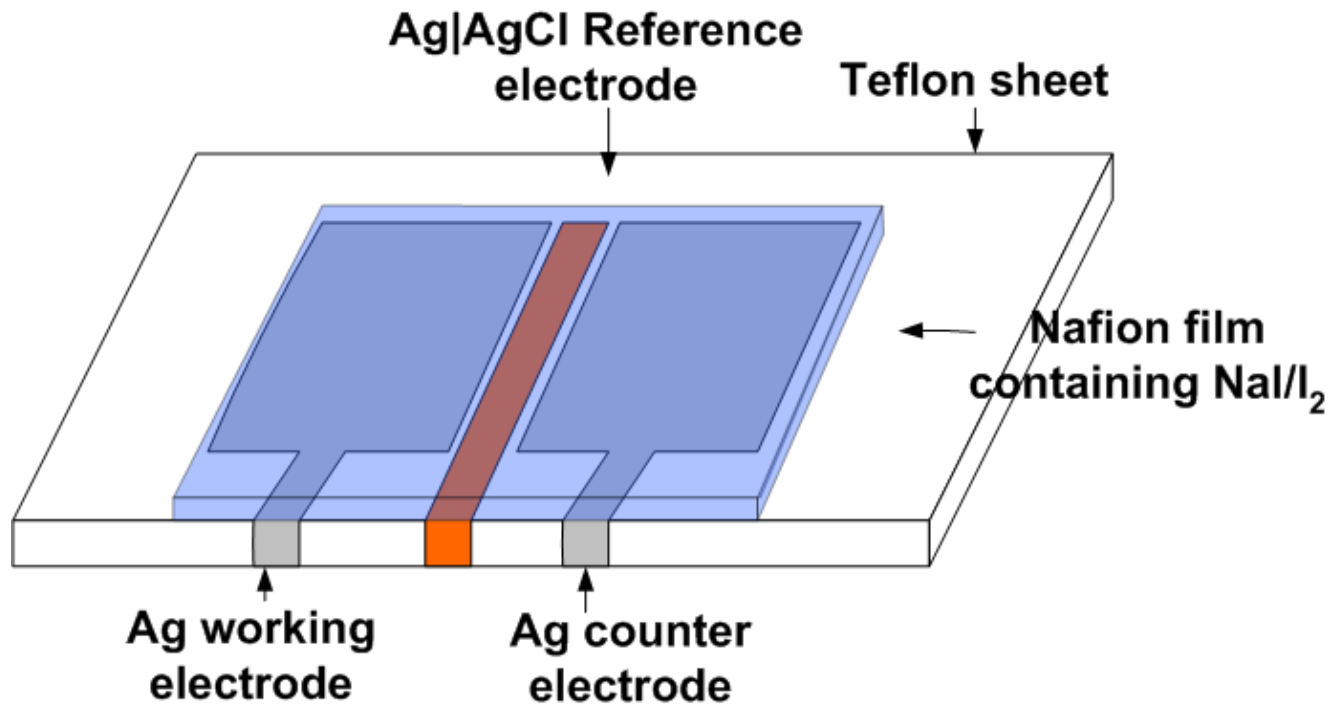 Ag|AgCl Reference
electrode
Teflon sheet
Nafion film
containing NaI/I₂
Ag working
electrode
Ag counter
electrode